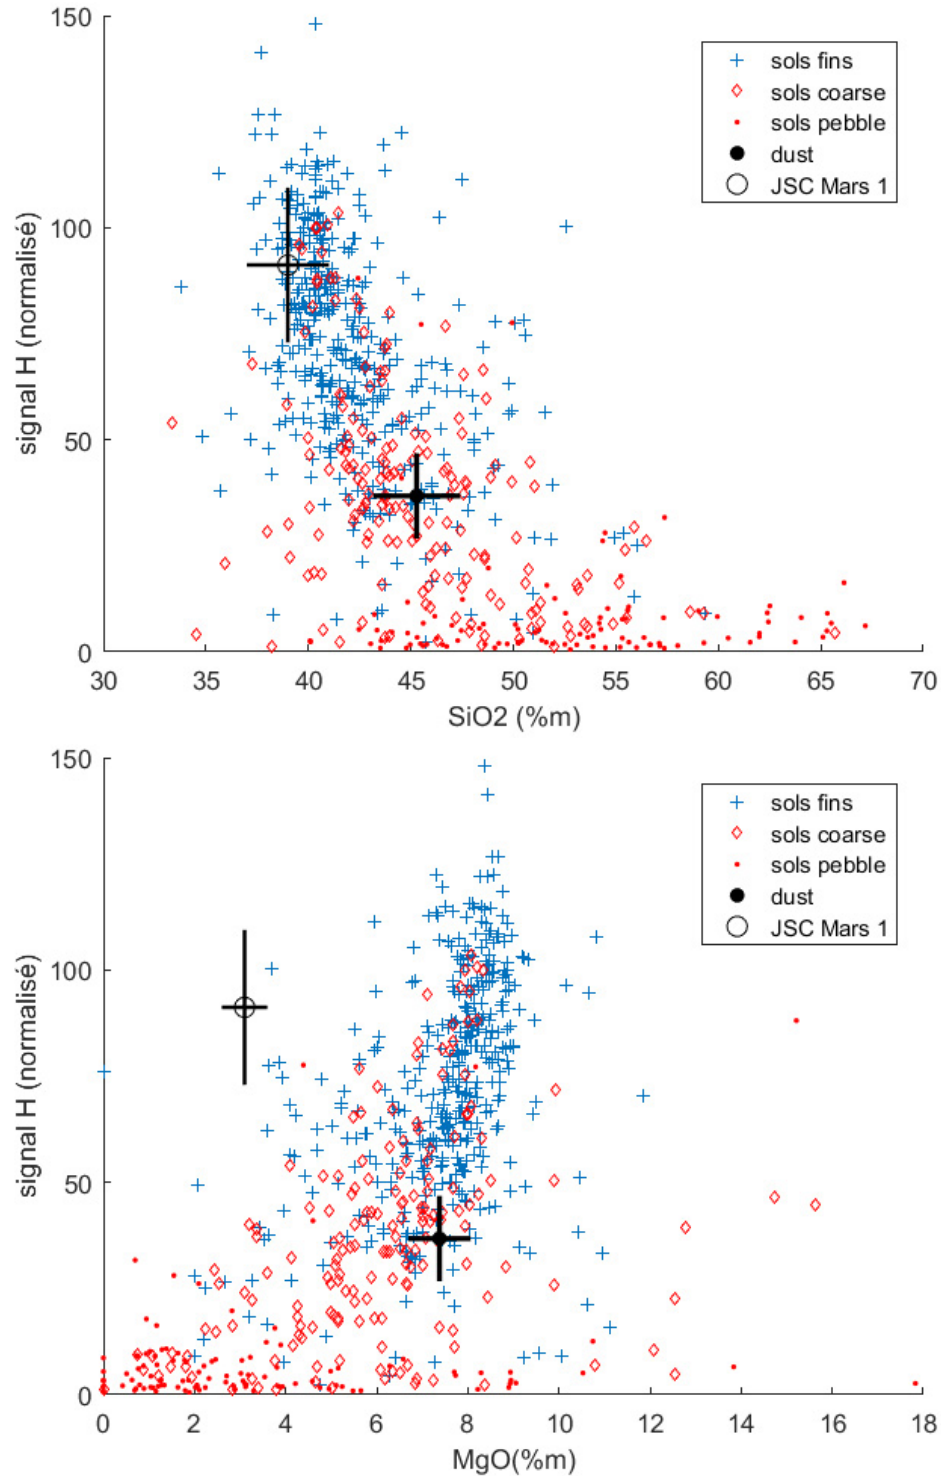 150
100
50
0
signal H (normalisé)
sols fins
sols coarse
sols pebble
dust
JSC Mars 1
30 35 40 45 50 55 60 65 70
SiO2 (%m)
150
100
50
0
signal H (normalisé)
sols fins
sols coarse
sols pebble
dust
JSC Mars 1
0 2 4 6 8 10 12 14 16 18
MgO(%m)